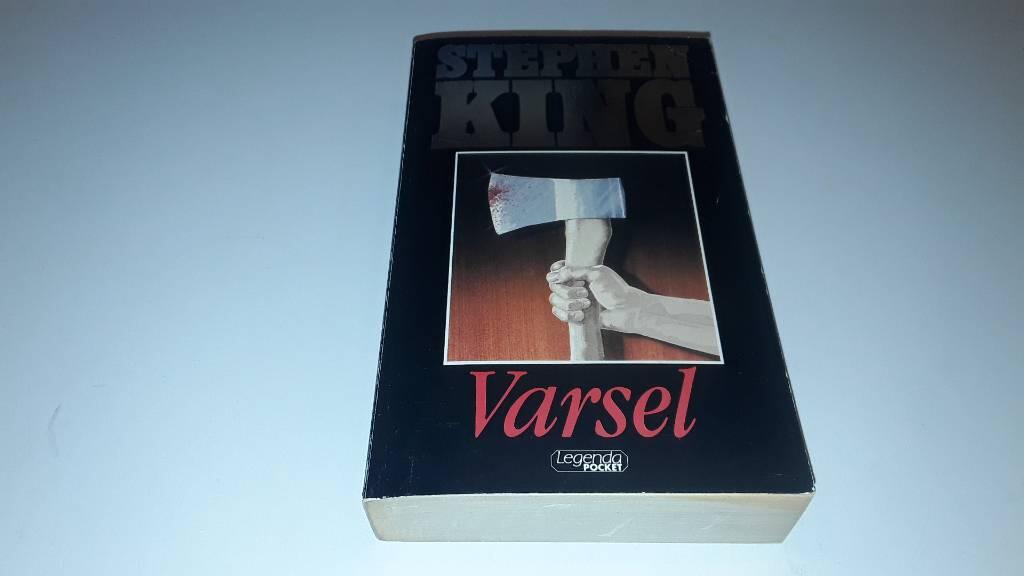 STEPHEN
KING
Varsel
Legenda
POCKET